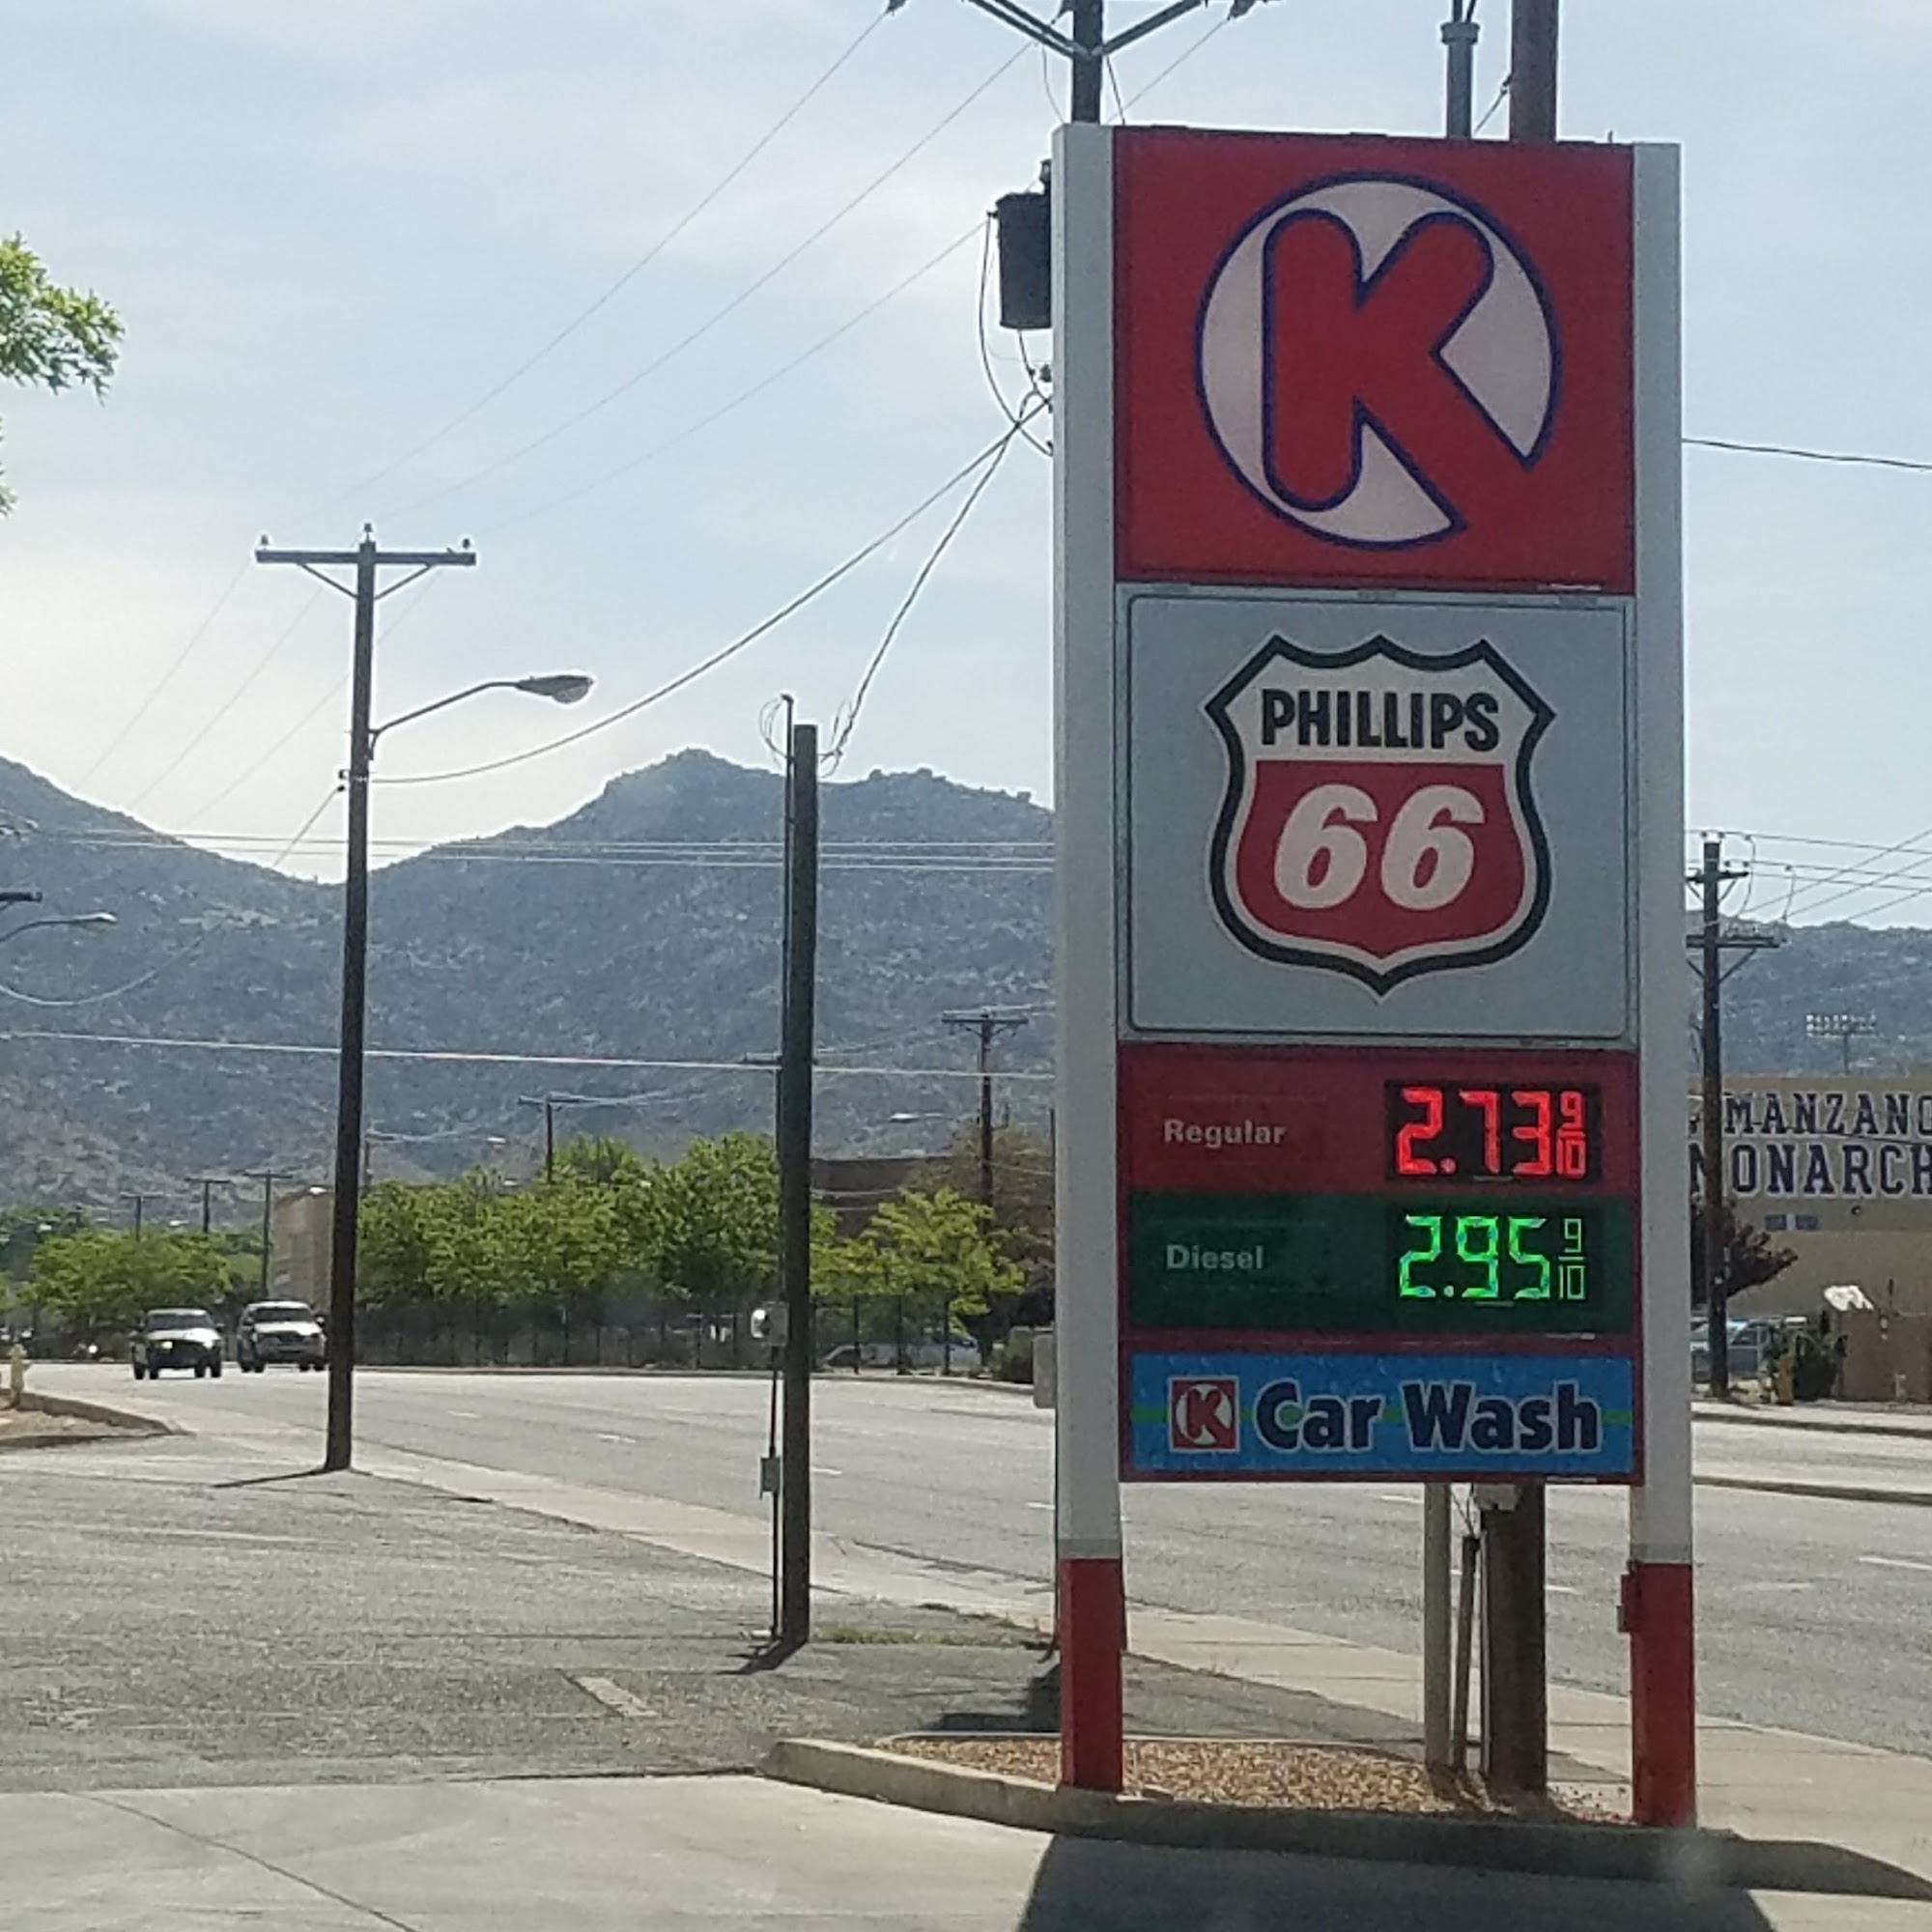 K
PHILLIPS
66
Regular 2.73 9/10
Diesel 2.95 9/10
K Car Wash
MANZANO
MONARCH